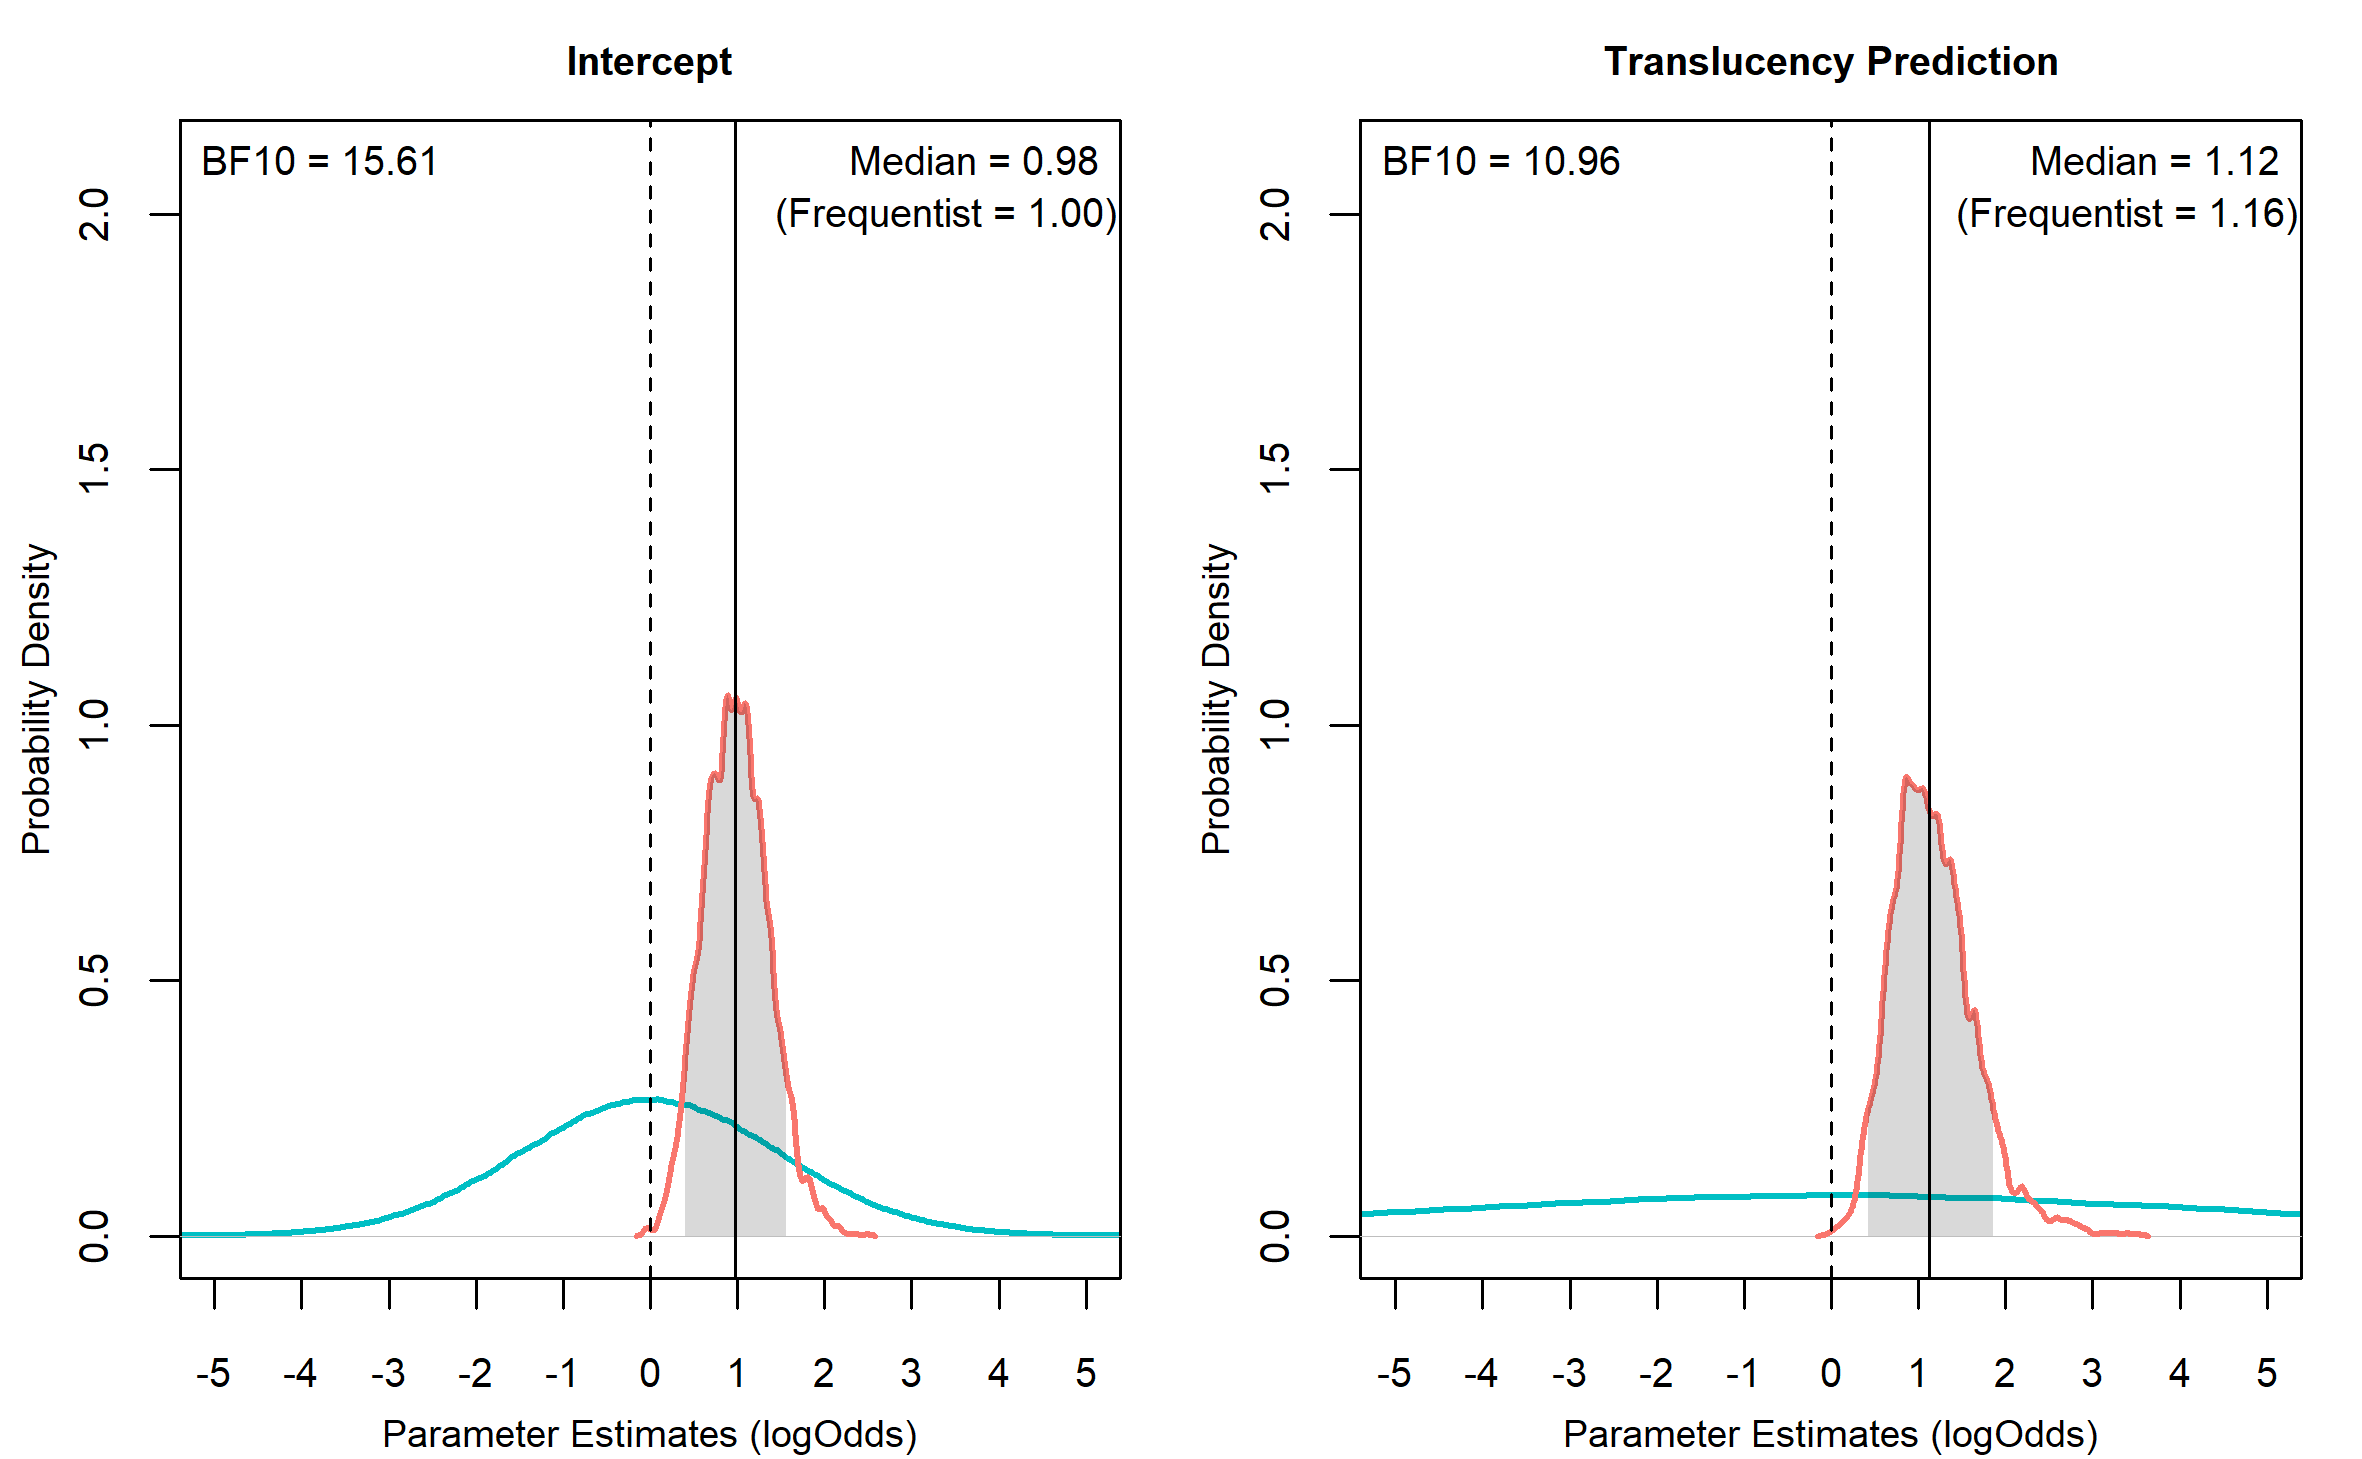 Intercept
BF10 = 15.61
Median = 0.98
(Frequentist = 1.00)
Probability Density
2.0
1.5
1.0
0.5
0.0
-5 -4 -3 -2 -1 0 1 2 3 4 5
Parameter Estimates (logOdds)
Translucency Prediction
BF10 = 10.96
Median = 1.12
(Frequentist = 1.16)
Probability Density
2.0
1.5
1.0
0.5
0.0
-5 -4 -3 -2 -1 0 1 2 3 4 5
Parameter Estimates (logOdds)